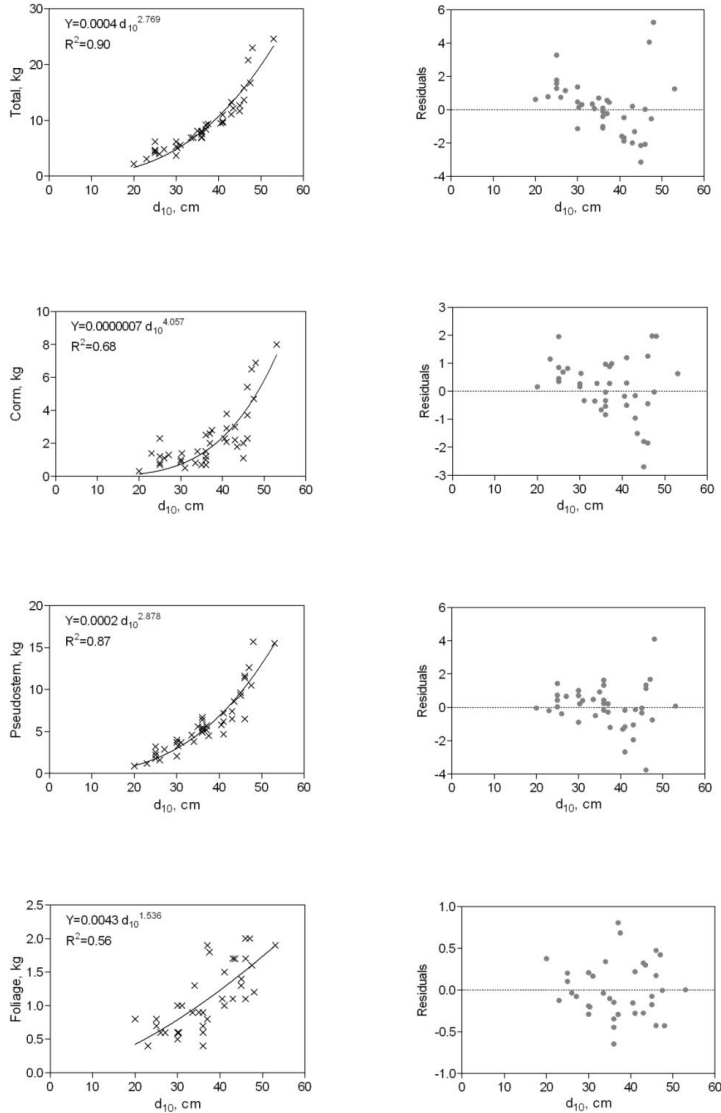 Y=0.0004 d₁₀^2.769
R²=0.90
Total, kg
30
20
10
0
0 10 20 30 40 50 60
d₁₀, cm
Residuals
6
4
2
0
-2
-4
0 10 20 30 40 50 60
d₁₀, cm
Y=0.0000007 d₁₀^4.057
R²=0.68
Corm, kg
10
8
6
4
2
0
0 10 20 30 40 50 60
d₁₀, cm
Residuals
3
2
1
0
-1
-2
-3
0 10 20 30 40 50 60
d₁₀, cm
Y=0.0002 d₁₀^2.878
R²=0.87
Pseudostem, kg
20
15
10
5
0
0 10 20 30 40 50 60
d₁₀, cm
Residuals
6
4
2
0
-2
-4
0 10 20 30 40 50 60
d₁₀, cm
Y=0.0043 d₁₀^1.536
R²=0.56
Foliage, kg
2.5
2.0
1.5
1.0
0.5
0.0
0 10 20 30 40 50 60
d₁₀, cm
Residuals
1.0
0.5
0.0
-0.5
-1.0
0 10 20 30 40 50 60
d₁₀, cm